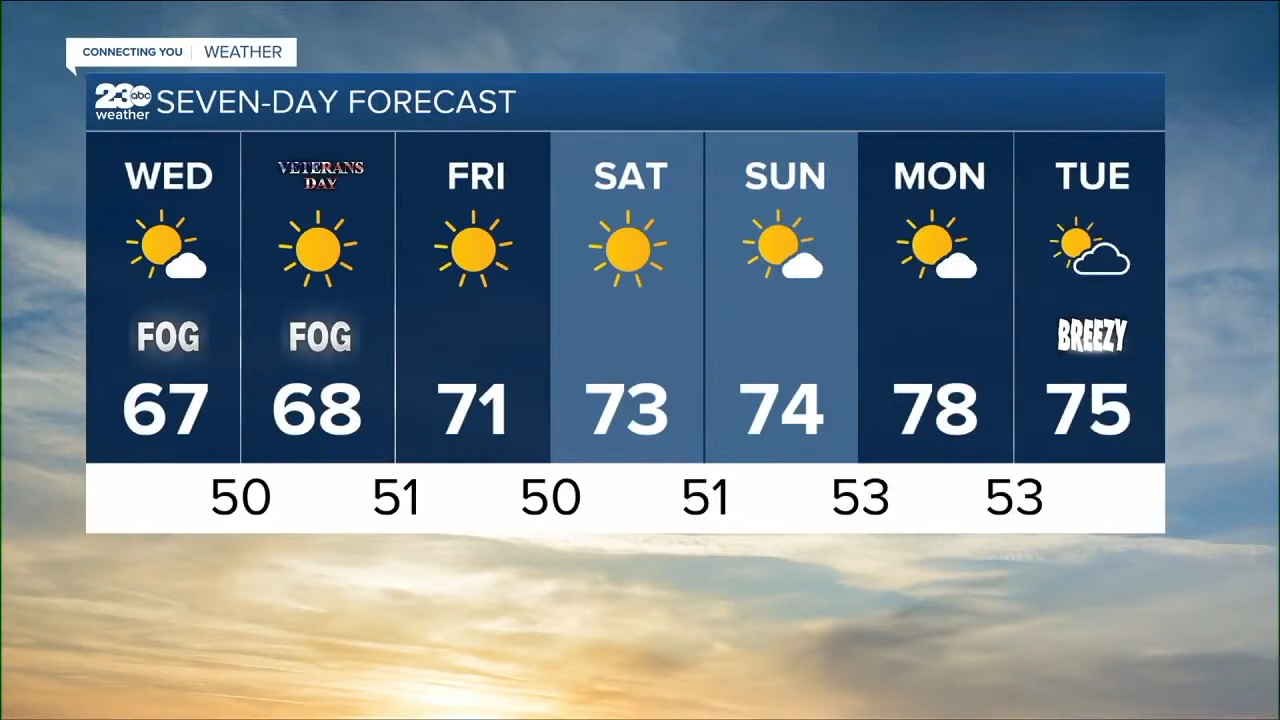 CONNECTING YOU | WEATHER
23 abc
weather
SEVEN-DAY FORECAST
WED
VETERANS
DAY
FRI
SAT
SUN
MON
TUE
FOG
FOG
BREEZY
67
68
71
73
74
78
75
50
51
50
51
53
53